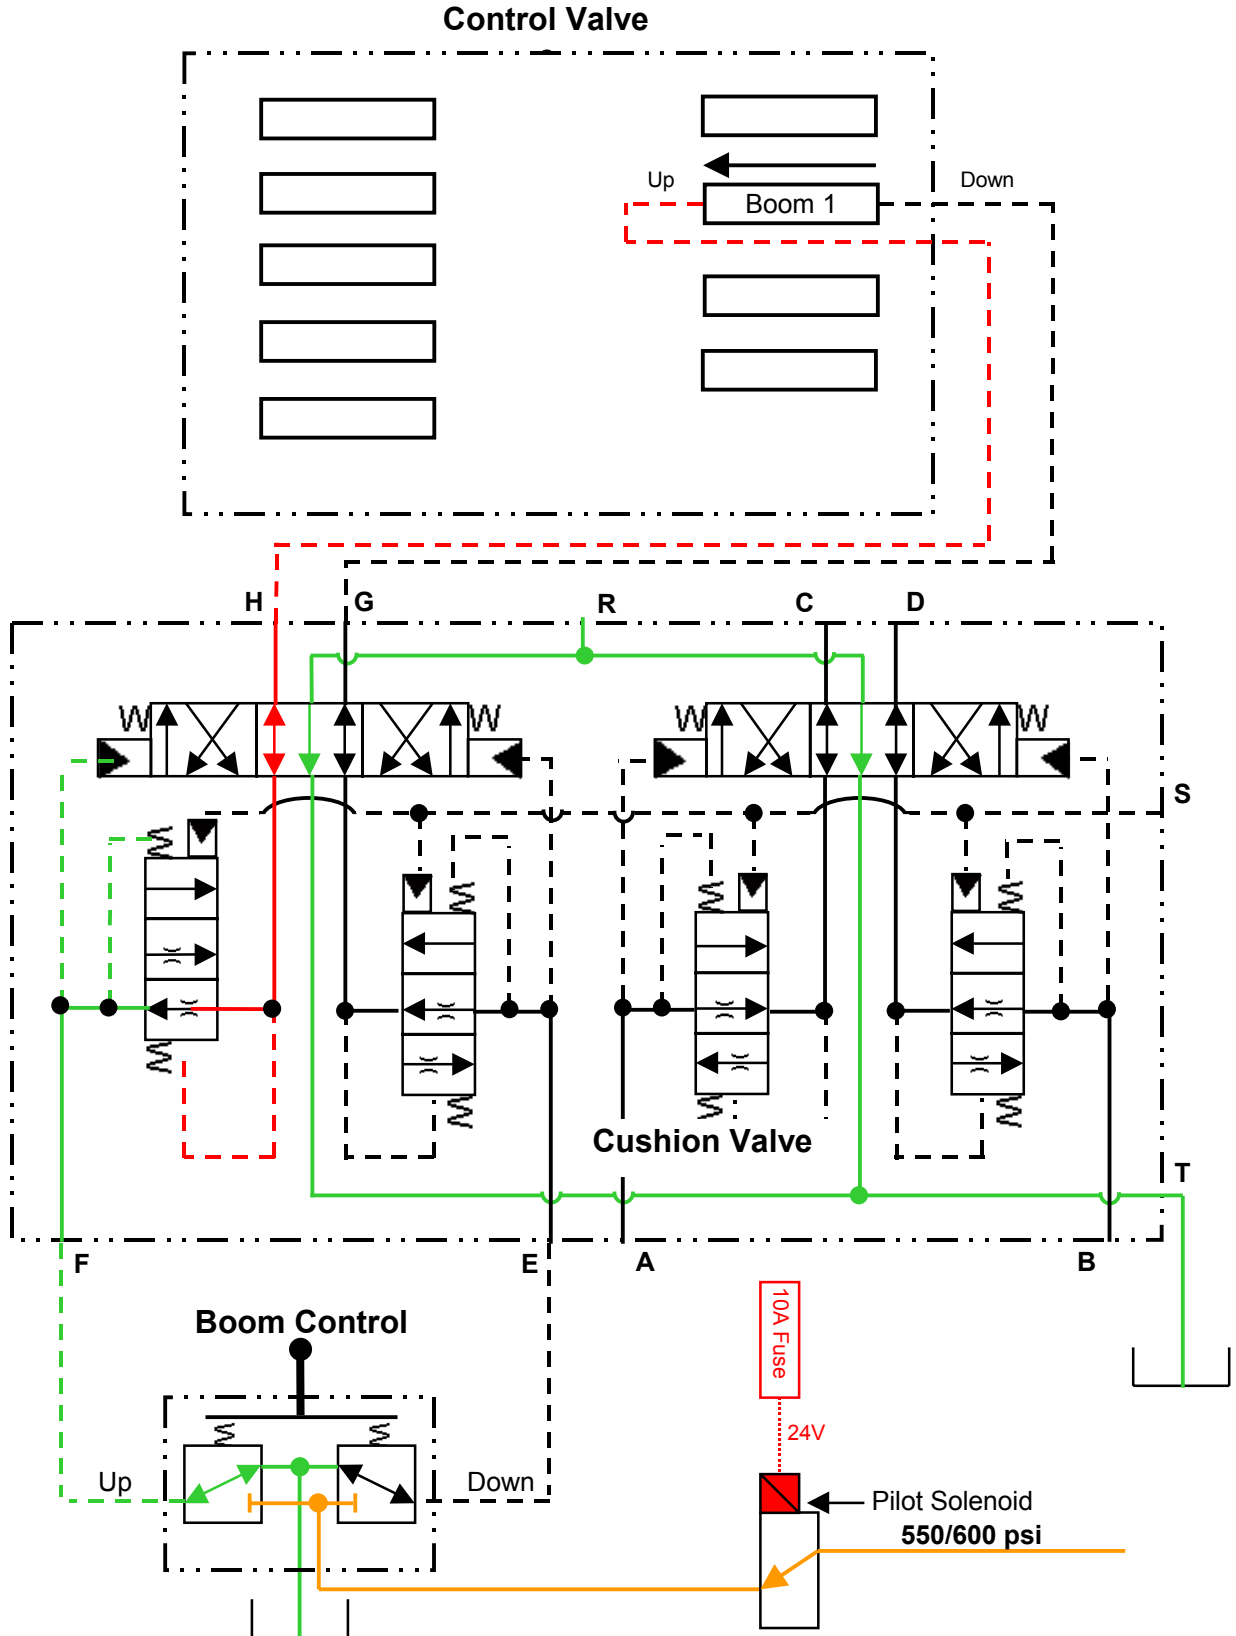 Control Valve
Up
Down
Boom 1
H
G
R
C
D
S
Cushion Valve
T
F
E
A
B
10A Fuse
Boom Control
24V
Up
Down
Pilot Solenoid
550/600 psi